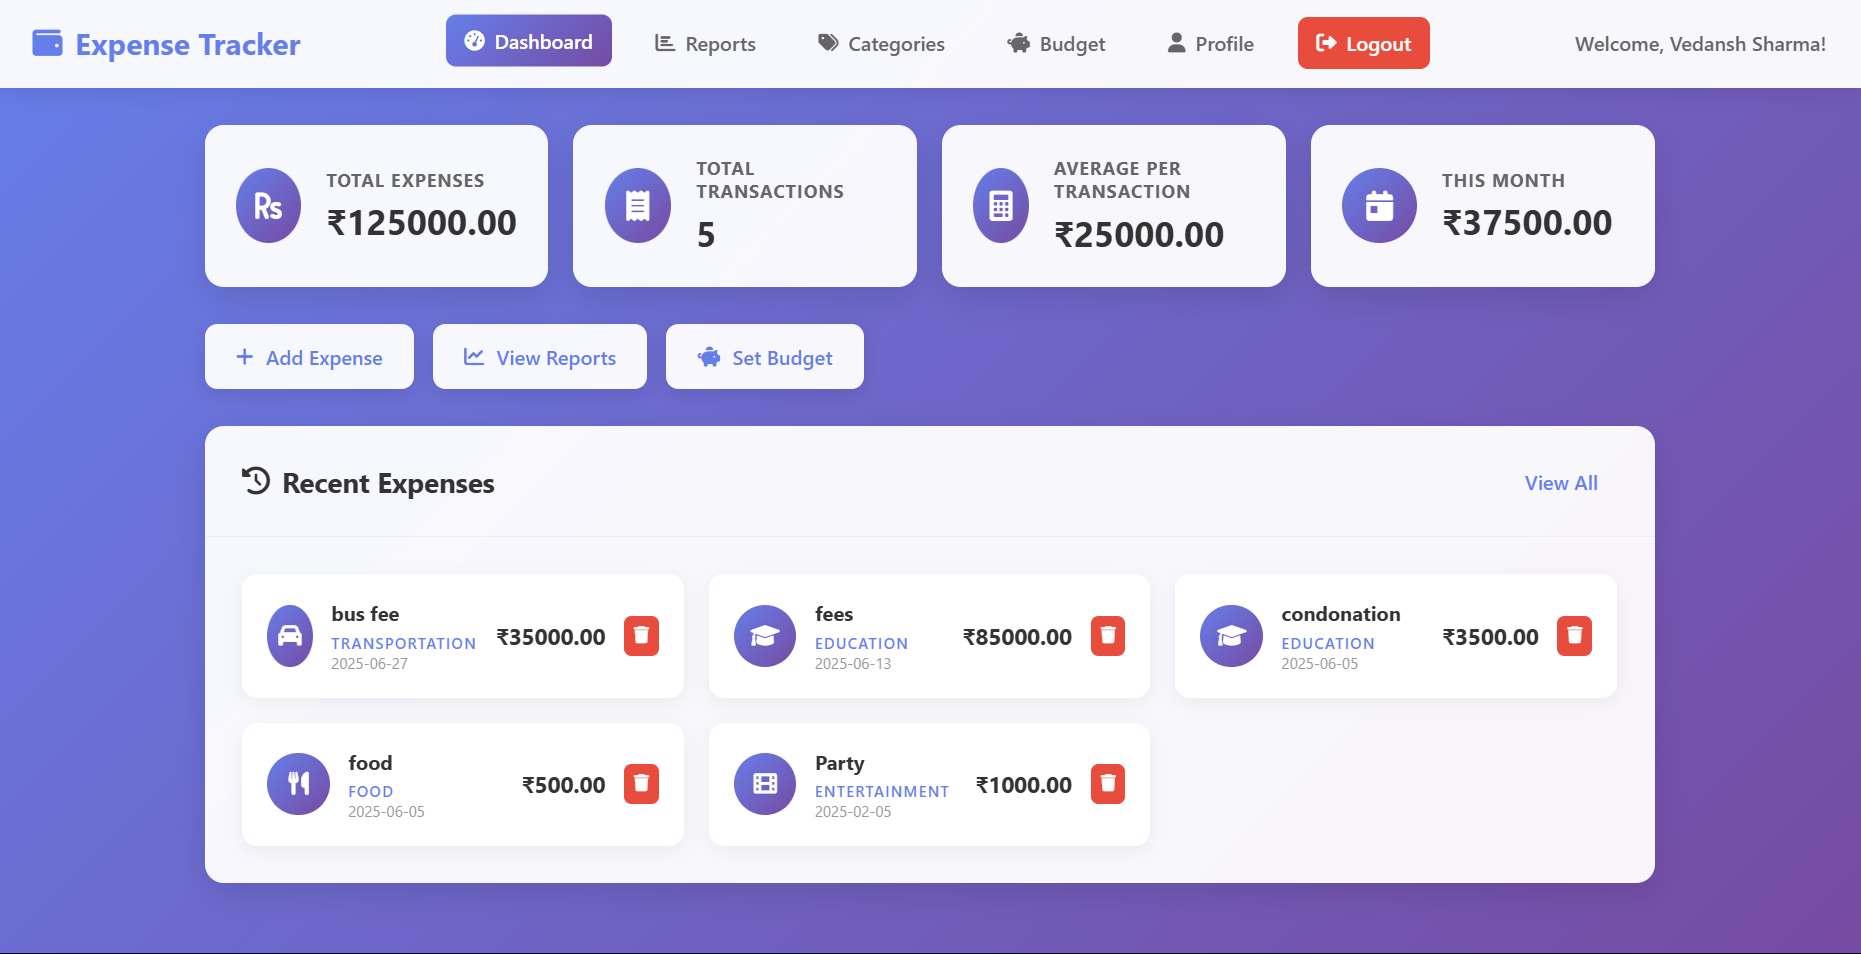 Expense Tracker
Dashboard
Reports
Categories
Budget
Profile
Logout
Welcome, Vedansh Sharma!
Rs
TOTAL EXPENSES
₹125000.00
TOTAL
TRANSACTIONS
5
AVERAGE PER
TRANSACTION
₹25000.00
THIS MONTH
₹37500.00
Add Expense
View Reports
Set Budget
Recent Expenses
View All
bus fee
TRANSPORTATION
2025-06-27
₹35000.00
fees
EDUCATION
2025-06-13
₹85000.00
condonation
EDUCATION
2025-06-05
₹3500.00
food
FOOD
2025-06-05
₹500.00
Party
ENTERTAINMENT
2025-02-05
₹1000.00